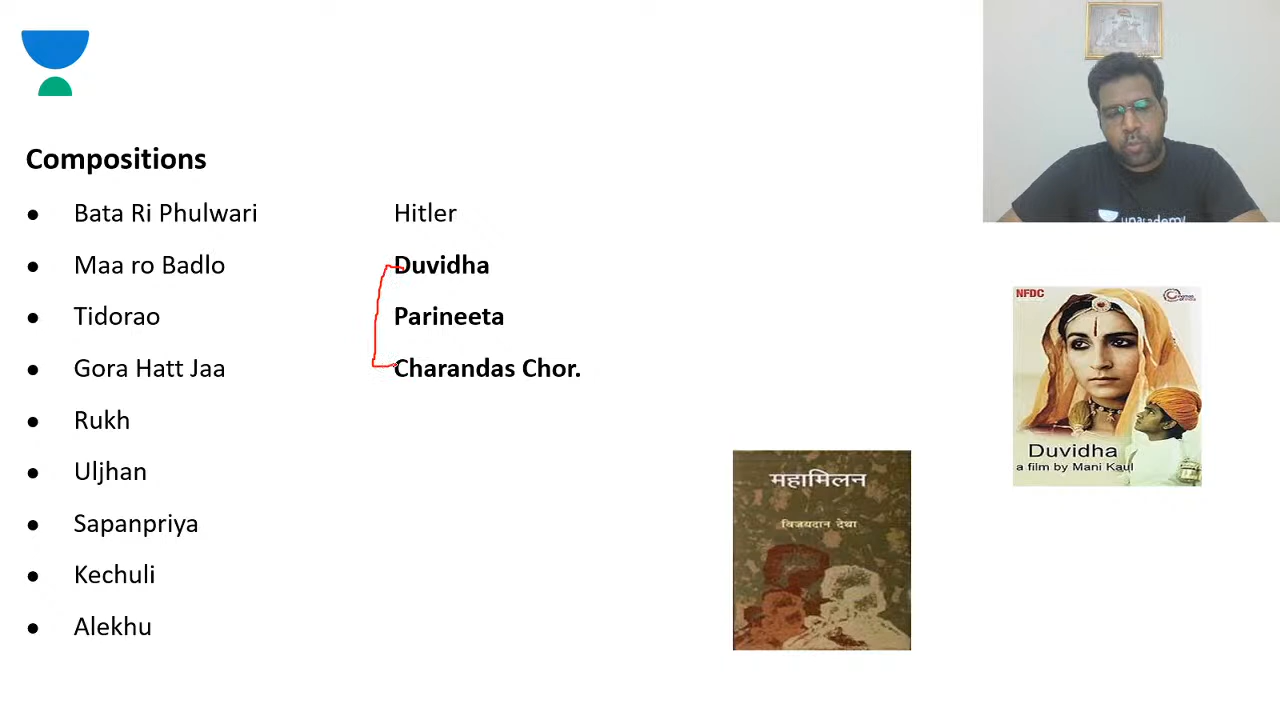 Compositions
● Bata Ri Phulwari Hitler
● Maa ro Badlo Duvidha
● Tidorao Parineeta
● Gora Hatt Jaa Charandas Chor.
● Rukh
● Uljhan
● Sapanpriya
● Kechuli
● Alekhu
unacademy
NFDC
Duvidha
a film by Mani Kaul
महामिलन
विजयदान देथा